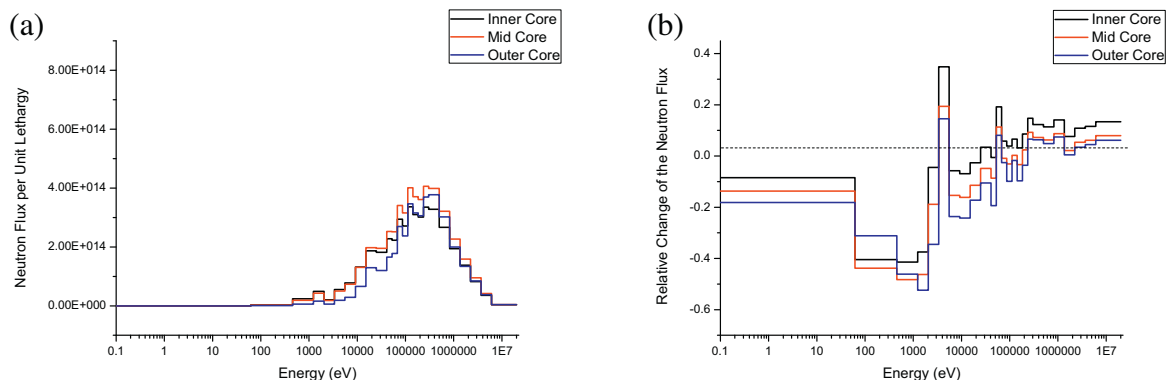 (a)
Inner Core
Mid Core
Outer Core
Neutron Flux per Unit Lethargy
8.00E+014
6.00E+014
4.00E+014
2.00E+014
0.00E+000
0.1
1
10
100
1000
10000
100000
1000000
1E7
Energy (eV)
(b)
Inner Core
Mid Core
Outer Core
Relative Change of the Neutron Flux
0.4
0.2
0.0
-0.2
-0.4
-0.6
0.1
1
10
100
1000
10000
100000
1000000
1E7
Energy (eV)